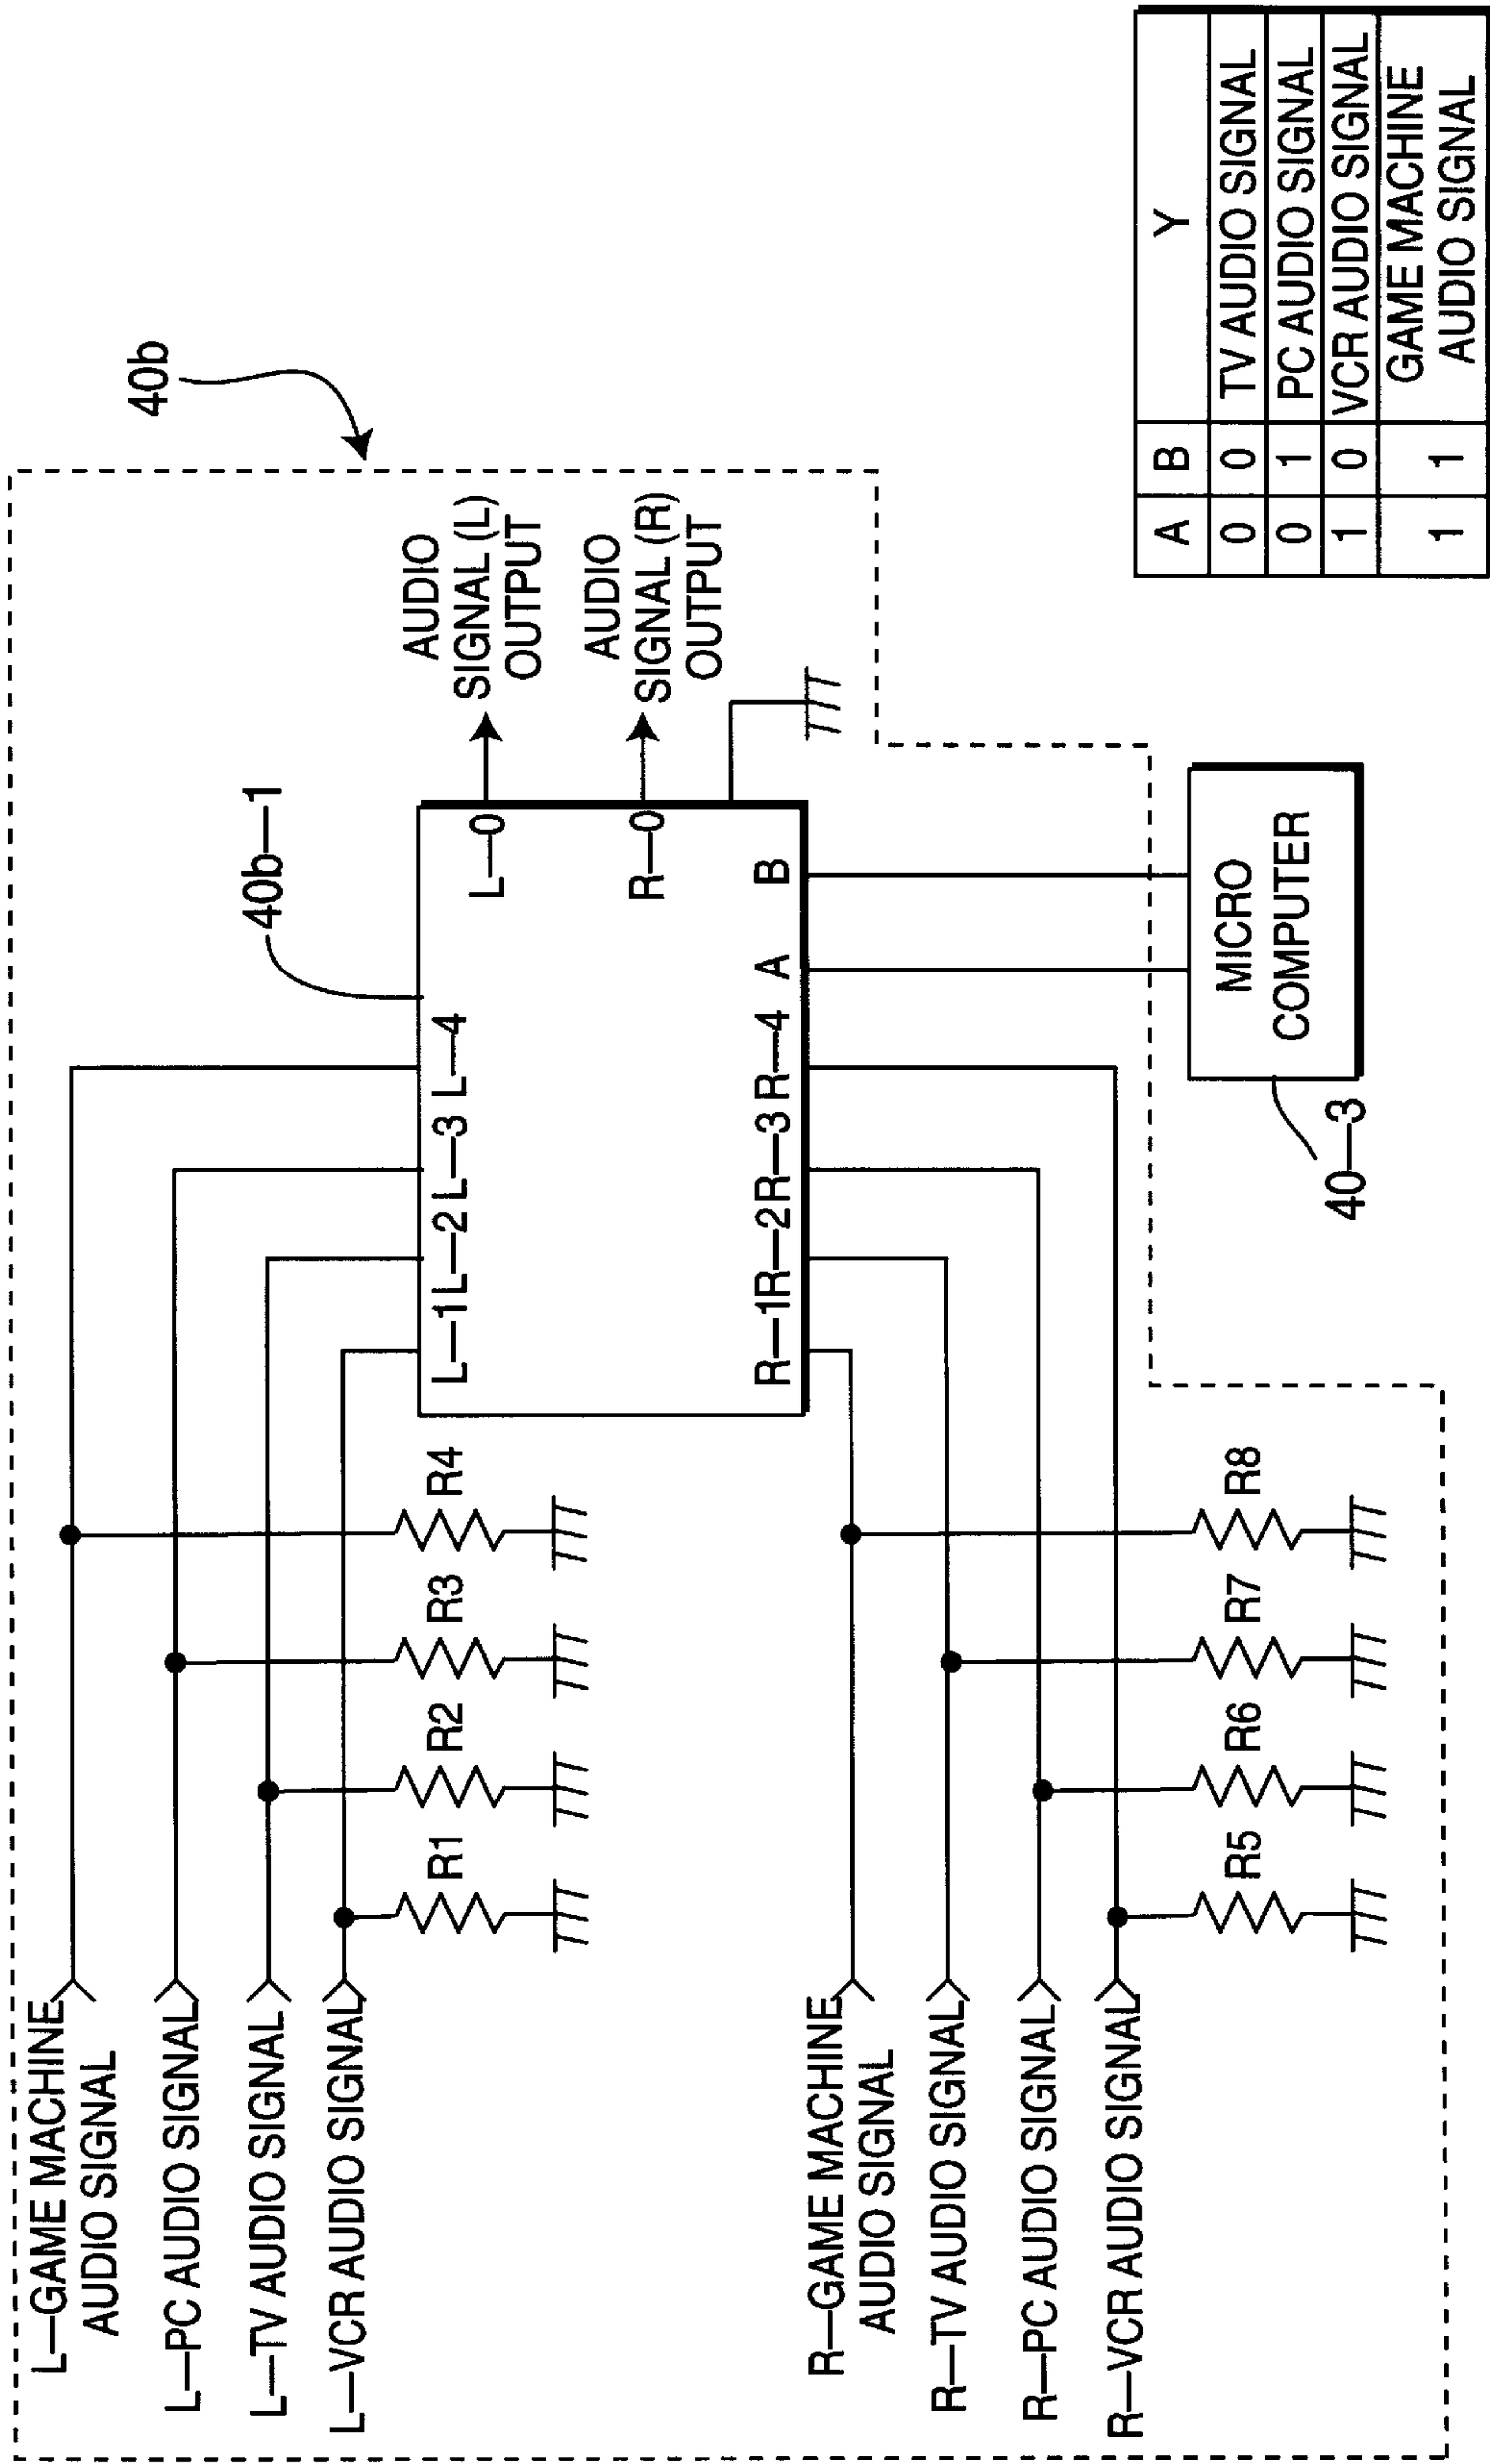 40b
40b—1
L—GAME MACHINE
AUDIO SIGNAL
L—PC AUDIO SIGNAL
L—TV AUDIO SIGNAL
L—VCR AUDIO SIGNAL
R1
R2
R3
R4
L—1
L—2
L—3
L—4
L—0
R—0
AUDIO
SIGNAL (L)
OUTPUT
AUDIO
SIGNAL (R)
OUTPUT
R—1
R—2
R—3
R—4
A
B
R—GAME MACHINE
AUDIO SIGNAL
R—TV AUDIO SIGNAL
R—PC AUDIO SIGNAL
R—VCR AUDIO SIGNAL
R5
R6
R7
R8
MICRO
COMPUTER
40—3
A B Y
0 0 TV AUDIO SIGNAL
0 1 PC AUDIO SIGNAL
1 0 VCR AUDIO SIGNAL
1 1 GAME MACHINE
AUDIO SIGNAL